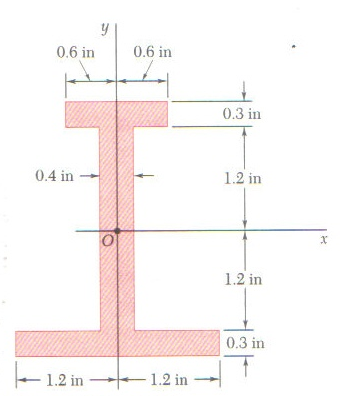 y
0.6 in 0.6 in
0.3 in
0.4 in
1.2 in
O
x
1.2 in
0.3 in
1.2 in 1.2 in